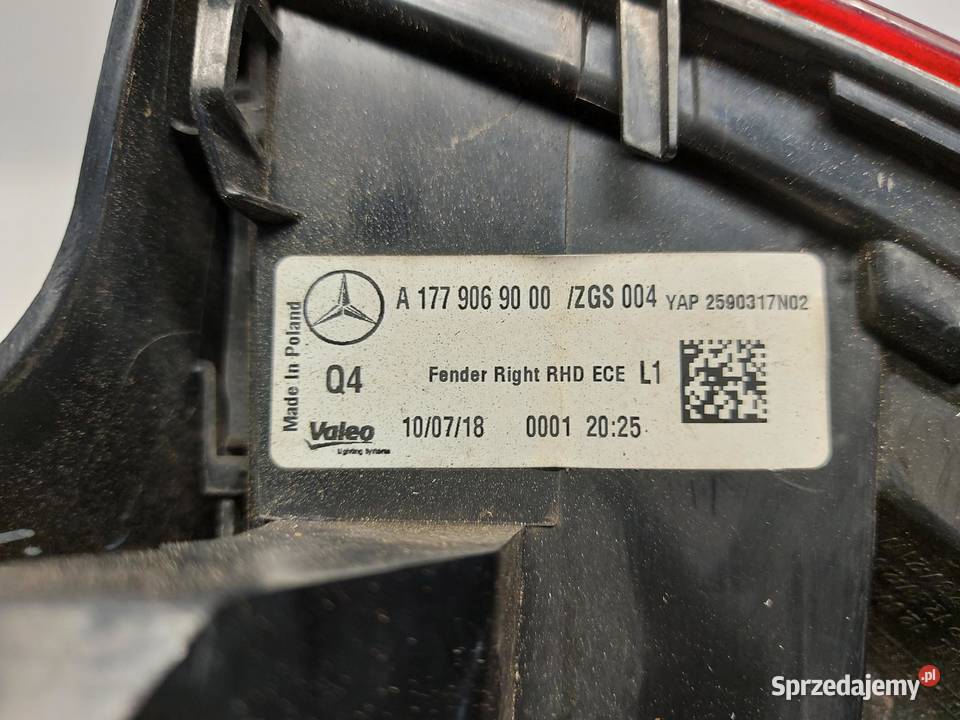 A 177 906 90 00 /ZGS 004 YAP 2590317N02
Made In Poland
Q4 Fender Right RHD ECE L1
Valeo 10/07/18 0001 20:25
Lighting Systems
Sprzedajemy.pl